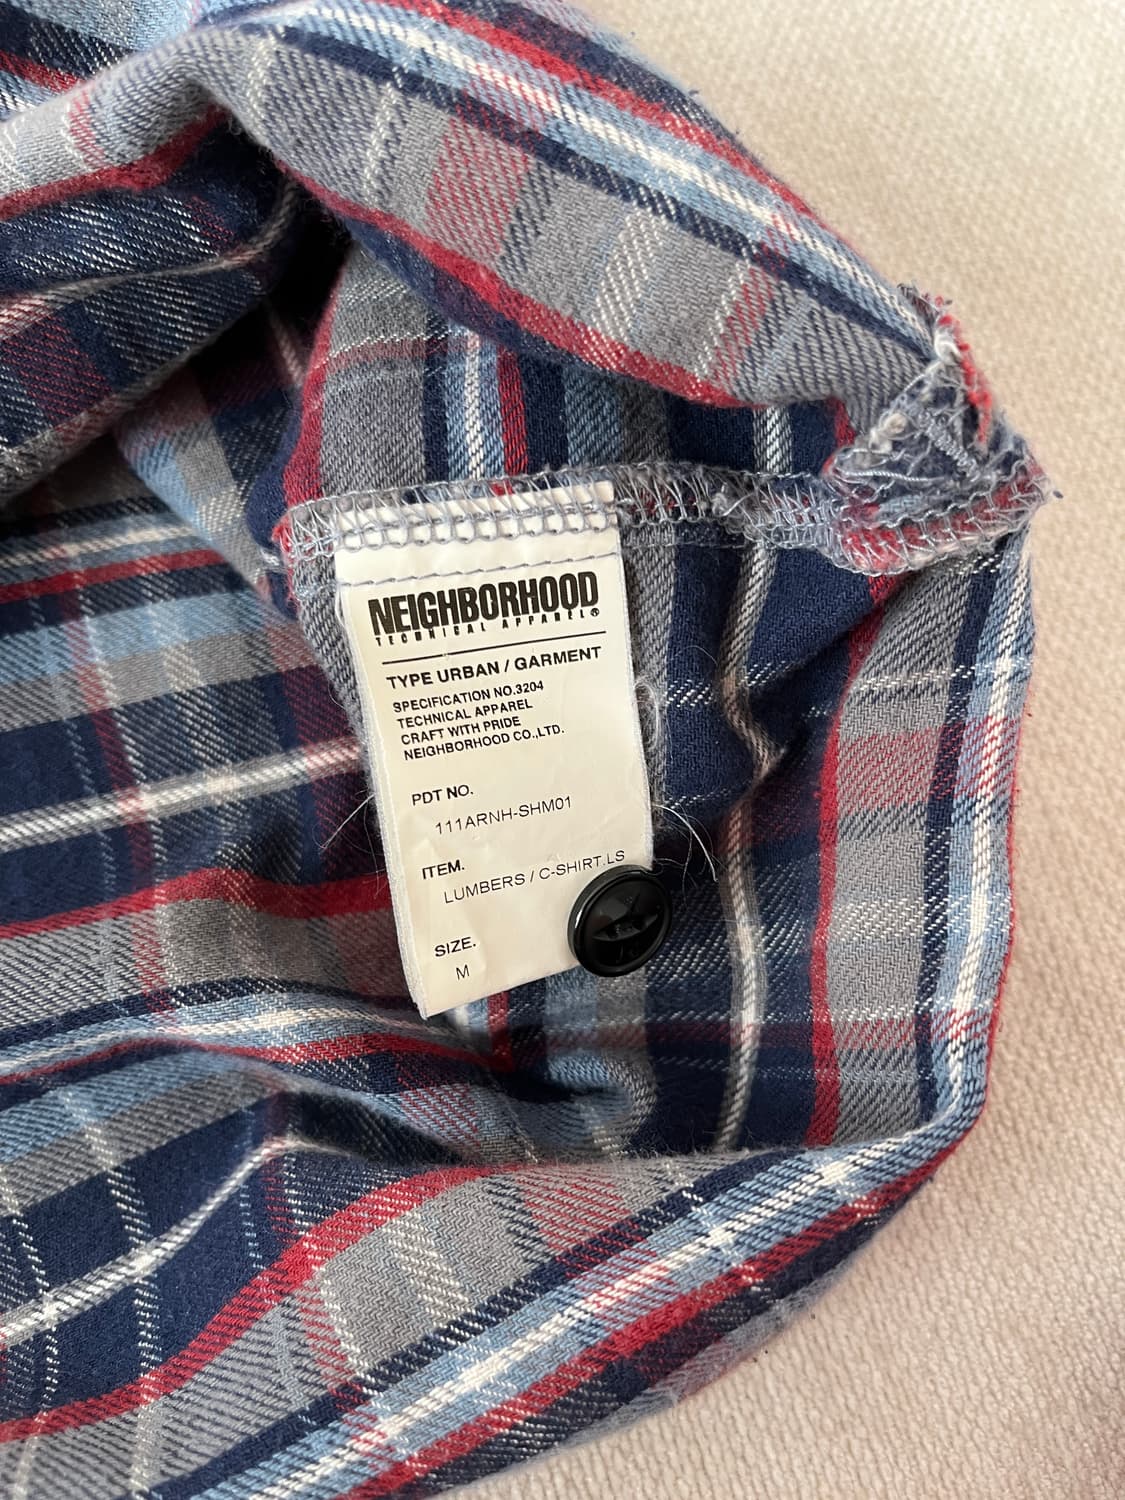 NEIGHBORHOOD
TECHNICAL APPAREL®
TYPE URBAN / GARMENT
SPECIFICATION NO.3204
TECHNICAL APPAREL
CRAFT WITH PRIDE
NEIGHBORHOOD CO.,LTD.
PDT NO.
111ARNH-SHM01
ITEM.
LUMBERS / C-SHIRT.LS
SIZE.
M